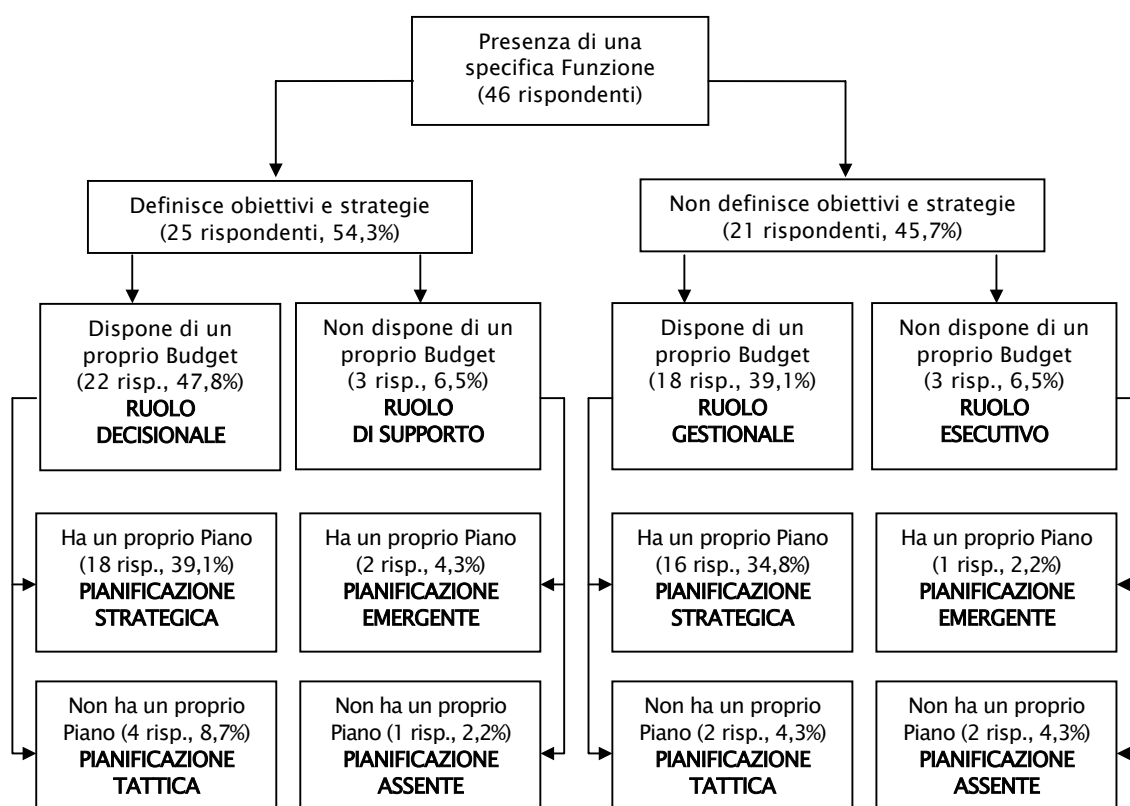 Presenza di una
specifica Funzione
(46 rispondenti)
Definisce obiettivi e strategie
(25 rispondenti, 54,3%)
Non definisce obiettivi e strategie
(21 rispondenti, 45,7%)
Dispone di un
proprio Budget
(22 risp., 47,8%)
RUOLO
DECISIONALE
Non dispone di un
proprio Budget
(3 risp., 6,5%)
RUOLO
DI SUPPORTO
Dispone di un
proprio Budget
(18 risp., 39,1%)
RUOLO
GESTIONALE
Non dispone di un
proprio Budget
(3 risp., 6,5%)
RUOLO
ESECUTIVO
Ha un proprio Piano
(18 risp., 39,1%)
PIANIFICAZIONE
STRATEGICA
Ha un proprio Piano
(2 risp., 4,3%)
PIANIFICAZIONE
EMERGENTE
Ha un proprio Piano
(16 risp., 34,8%)
PIANIFICAZIONE
STRATEGICA
Ha un proprio Piano
(1 risp., 2,2%)
PIANIFICAZIONE
EMERGENTE
Non ha un proprio
Piano (4 risp., 8,7%)
PIANIFICAZIONE
TATTICA
Non ha un proprio
Piano (1 risp., 2,2%)
PIANIFICAZIONE
ASSENTE
Non ha un proprio
Piano (2 risp., 4,3%)
PIANIFICAZIONE
TATTICA
Non ha un proprio
Piano (2 risp., 4,3%)
PIANIFICAZIONE
ASSENTE